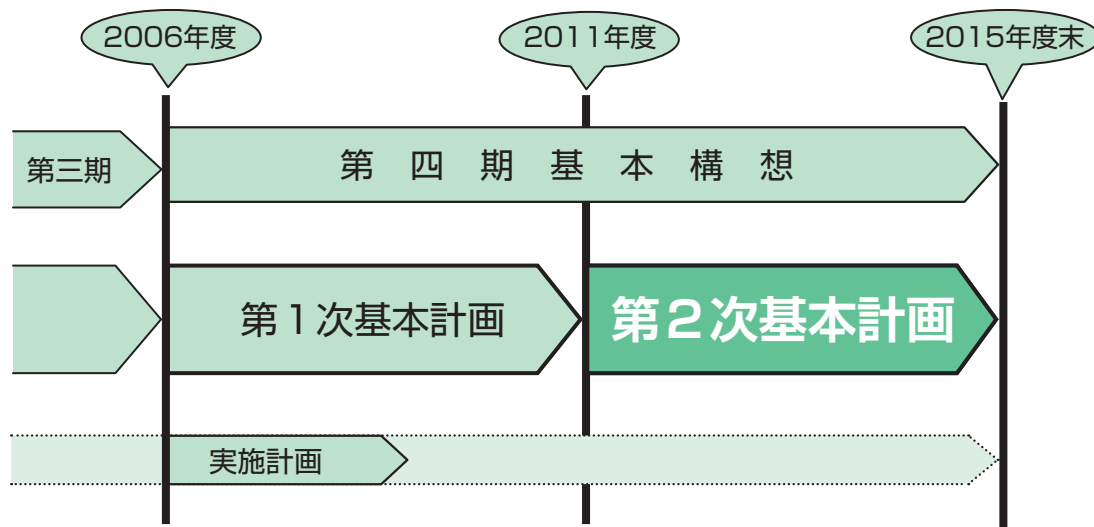 2006年度
2011年度
2015年度末
第三期
第四期基本構想
第1次基本計画
第2次基本計画
実施計画